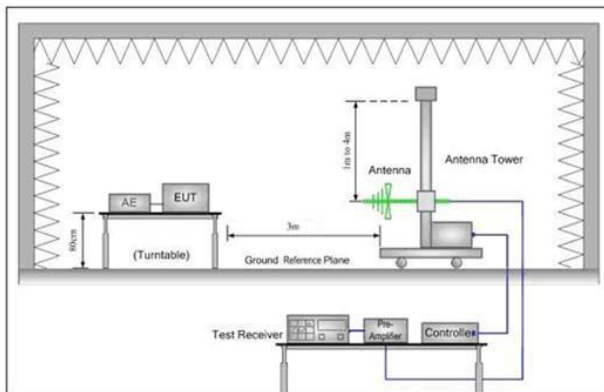 1m to 4m
Antenna
Antenna Tower
AE
EUT
80cm
(Turntable)
3m
Ground Reference Plane
Test Receiver
Pre-
Amplifier
Controller